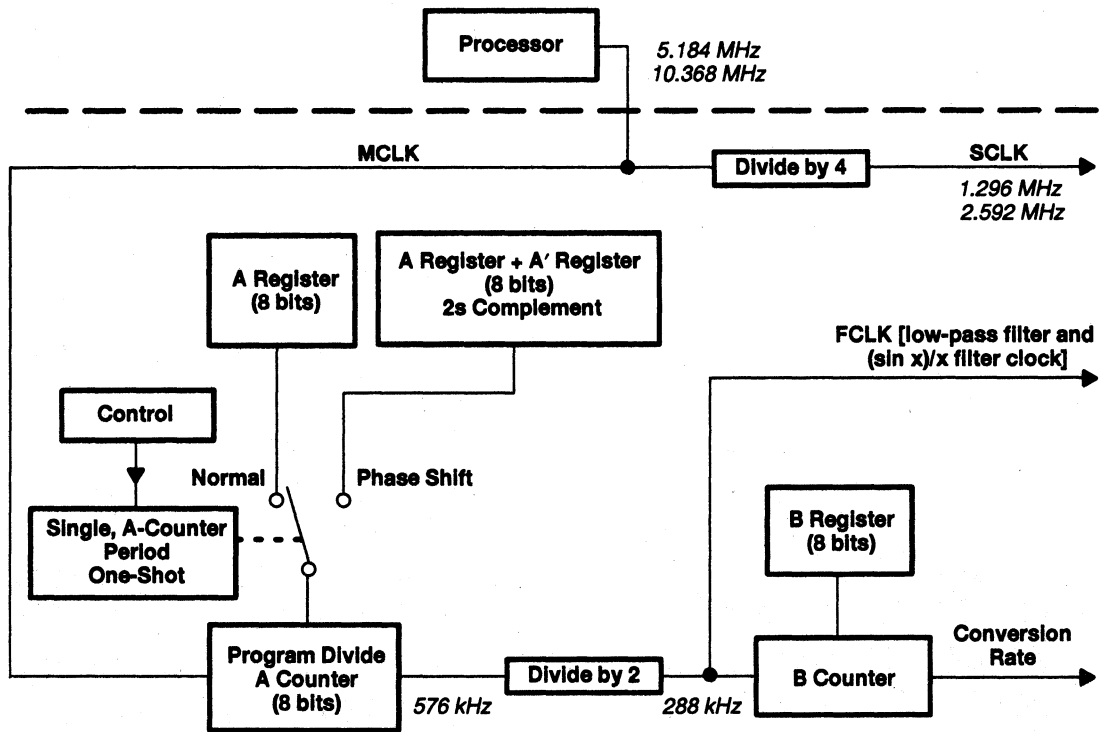 Processor
5.184 MHz
10.368 MHz
MCLK
Divide by 4
SCLK
1.296 MHz
2.592 MHz
A Register
(8 bits)
A Register + A′ Register
(8 bits)
2s Complement
FCLK [low-pass filter and
(sin x)/x filter clock]
Control
Normal
Phase Shift
Single, A-Counter
Period
One-Shot
B Register
(8 bits)
Program Divide
A Counter
(8 bits)
576 kHz
Divide by 2
288 kHz
B Counter
Conversion
Rate